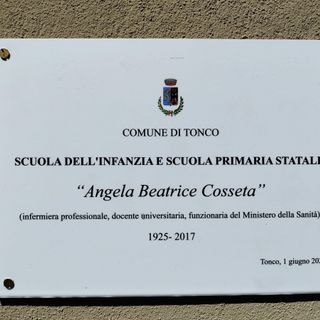 COMUNE DI TONCO
SCUOLA DELL'INFANZIA E SCUOLA PRIMARIA STATALE
“Angela Beatrice Cosseta”
(infermiera professionale, docente universitaria, funzionaria del Ministero della Sanità)
1925- 2017
Tonco, 1 giugno